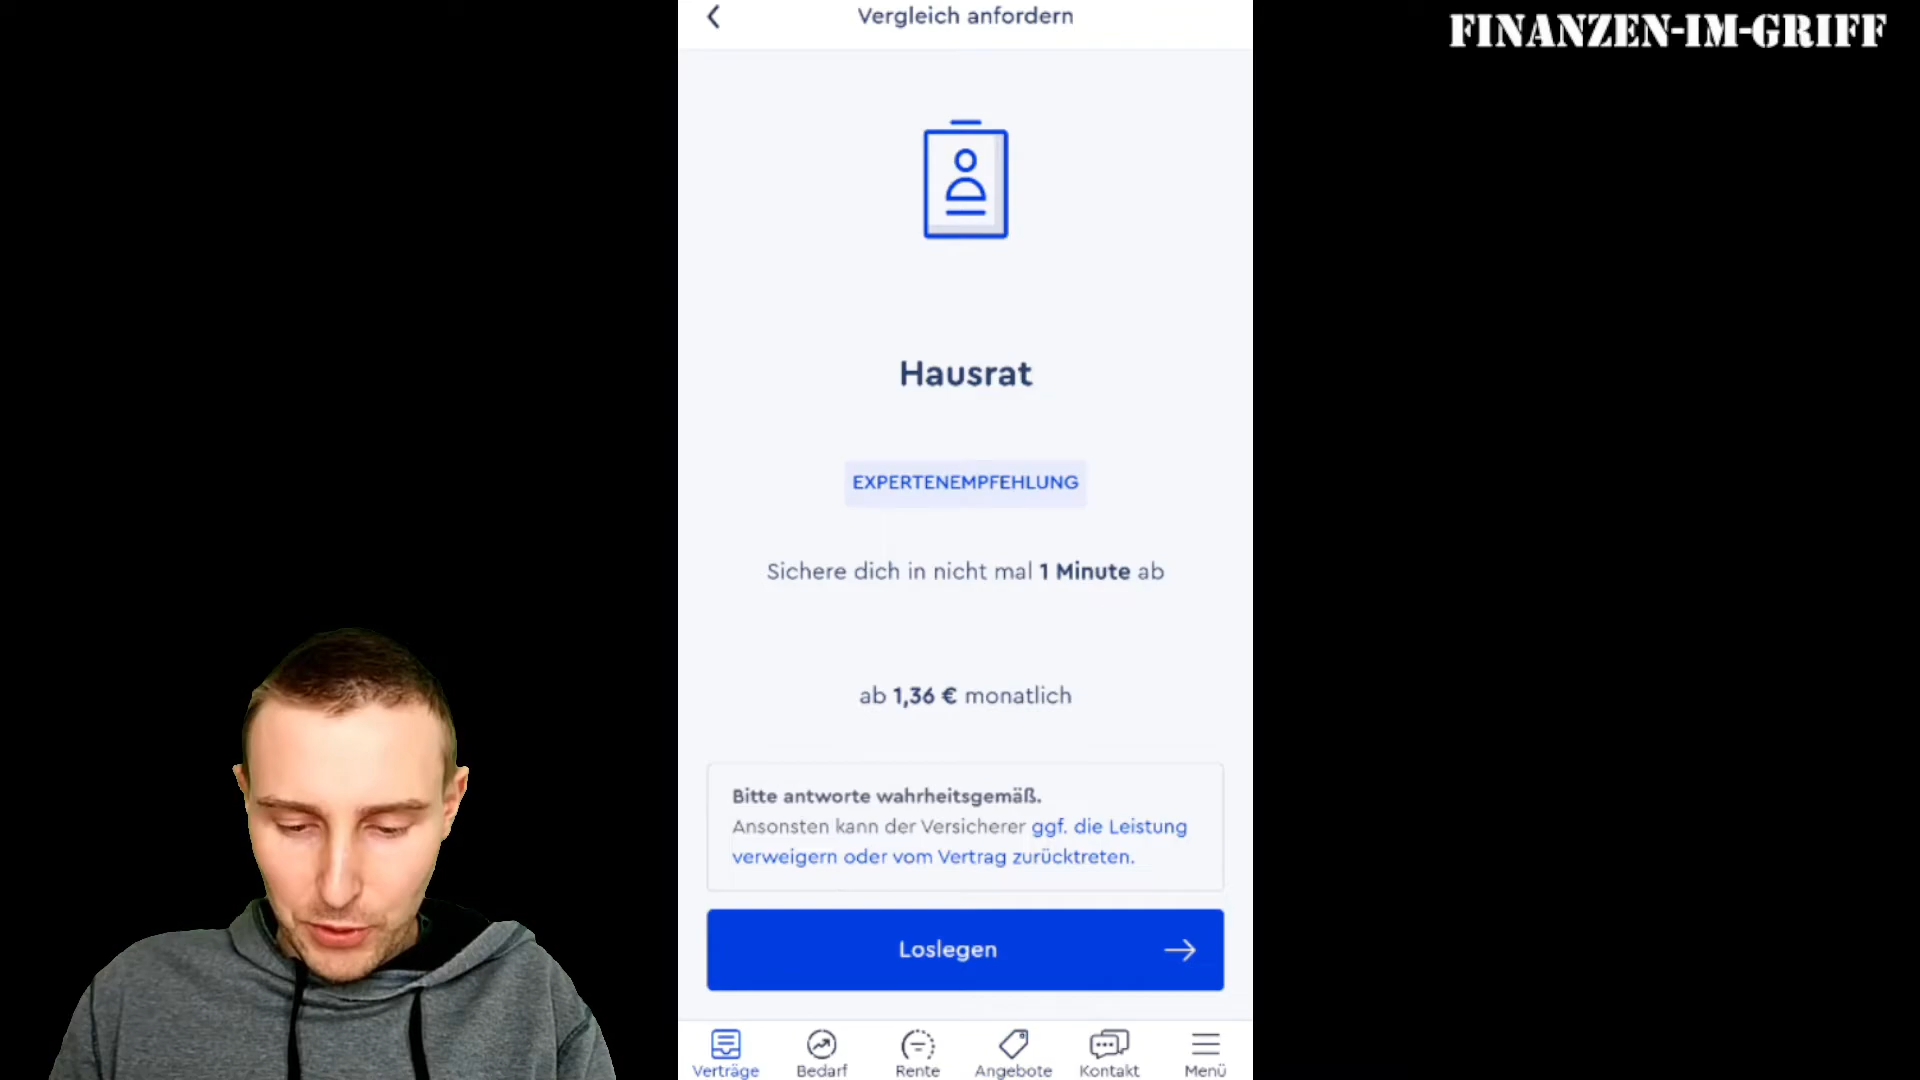 Vergleich anfordern
FINANZEN-IM-GRIFF
Hausrat
EXPERTENEMPFEHLUNG
Sichere dich in nicht mal 1 Minute ab
ab 1,36 € monatlich
Bitte antworte wahrheitsgemäß.
Ansonsten kann der Versicherer ggf. die Leistung
verweigern oder vom Vertrag zurücktreten.
Loslegen
Verträge Bedarf Rente Angebote Kontakt Menü